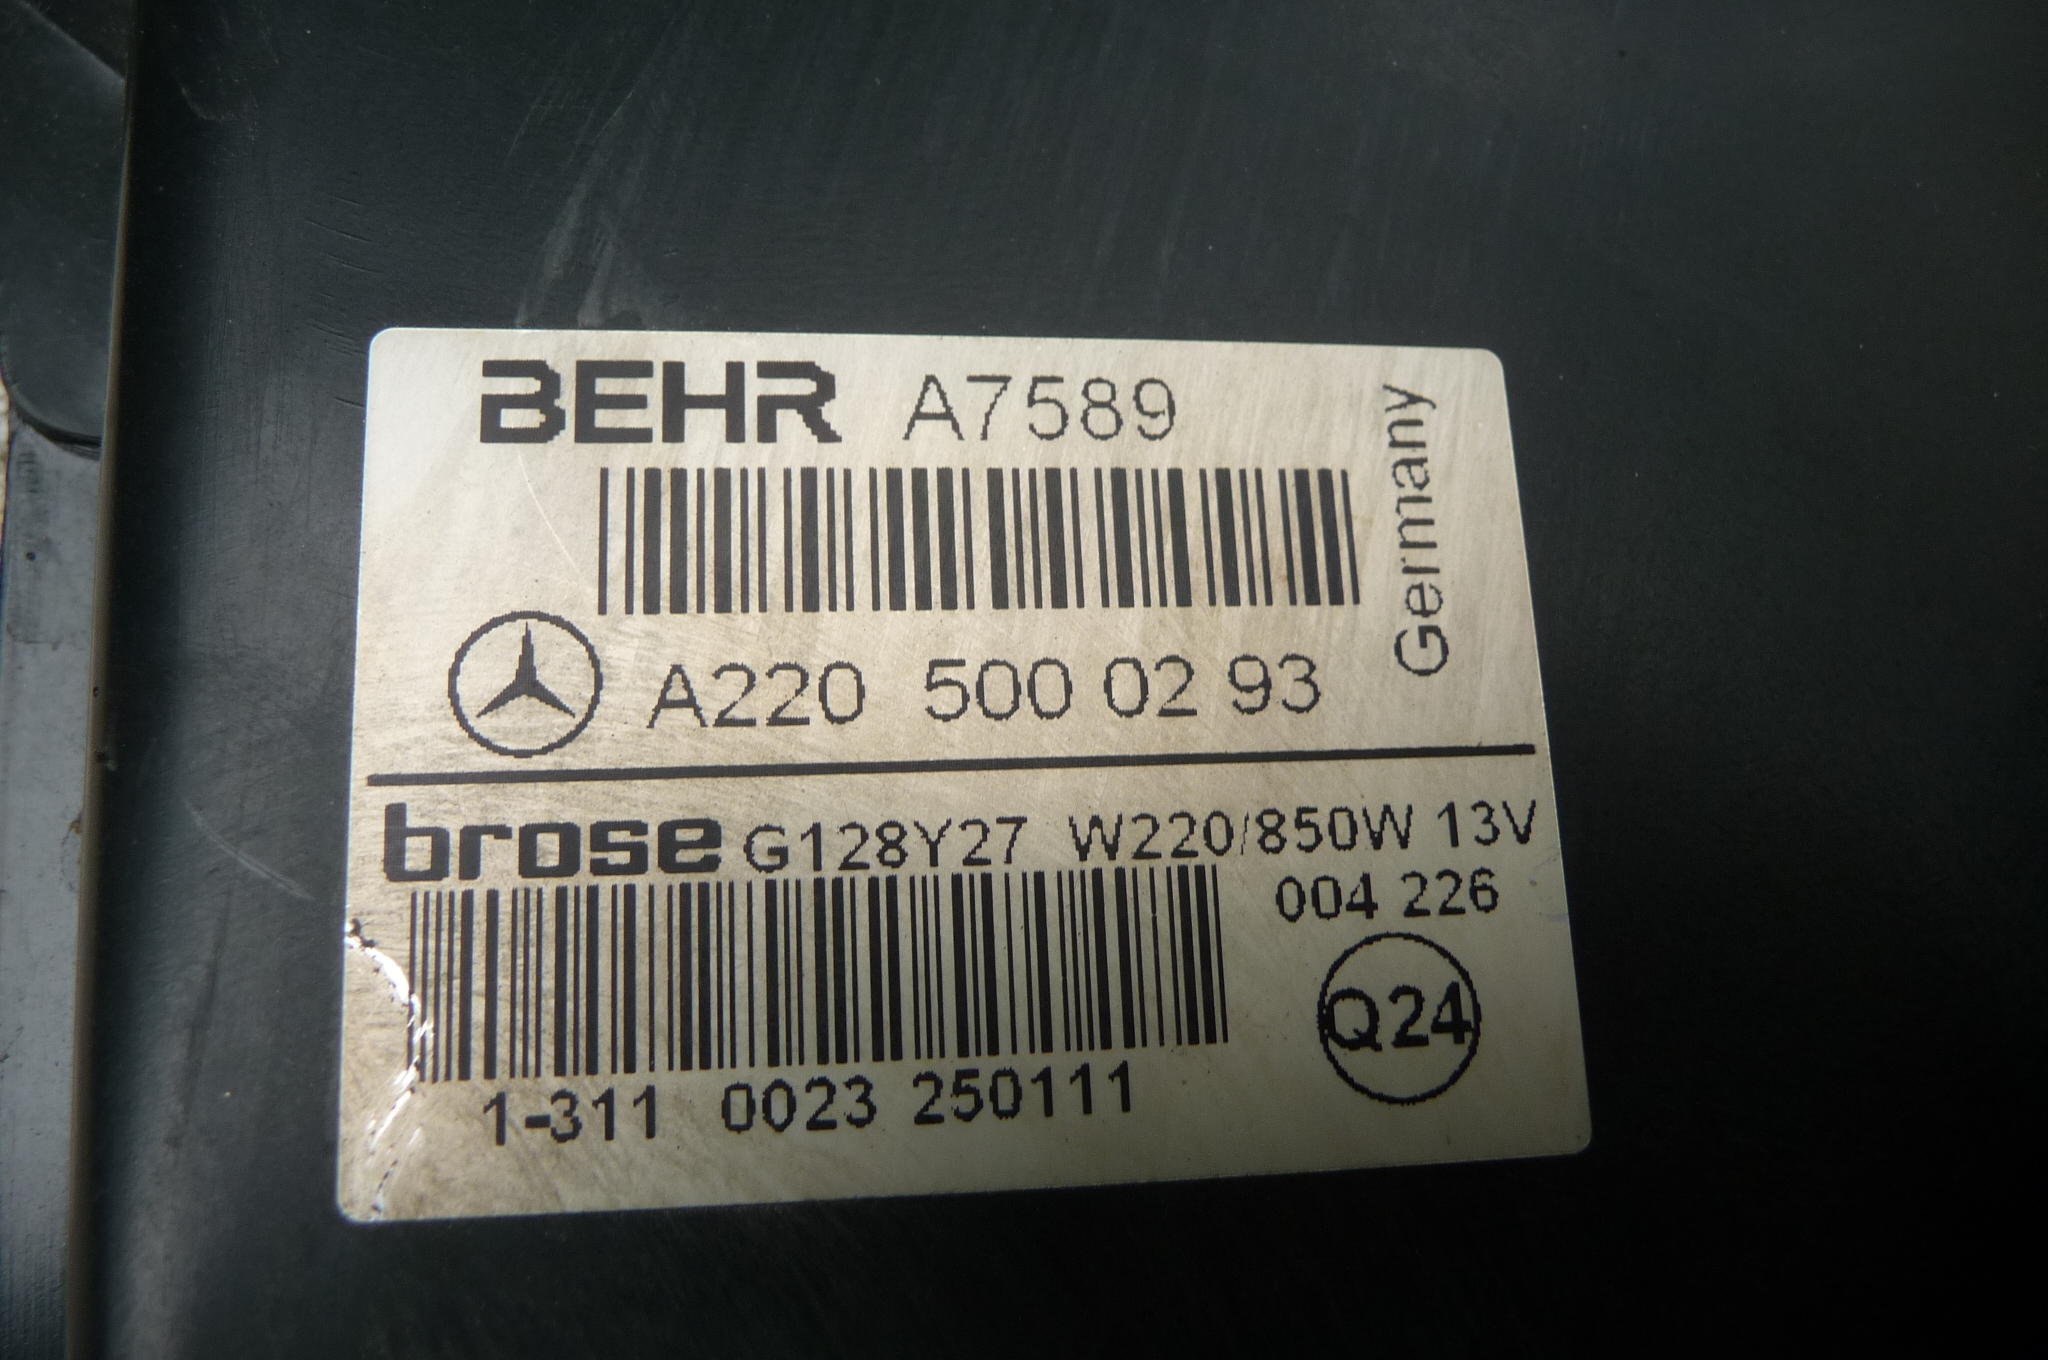 BEHR A7589
Germany
A220 500 02 93
brose G128Y27 W220/850W 13V
004 226
Q24
1-311 0023 250111